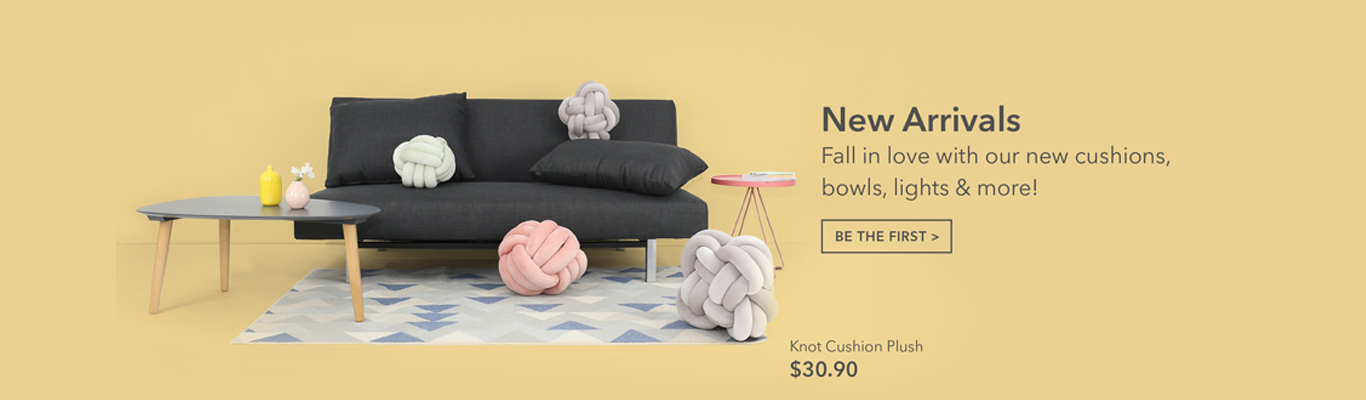 New Arrivals
Fall in love with our new cushions,
bowls, lights & more!
BE THE FIRST >
Knot Cushion Plush
$30.90